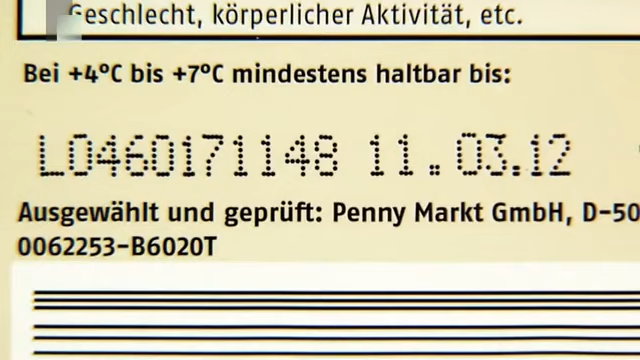 Geschlecht, körperlicher Aktivität, etc.
Bei +4°C bis +7°C mindestens haltbar bis:
L0460171148 11.03.12
Ausgewählt und geprüft: Penny Markt GmbH, D-50
0062253-B6020T